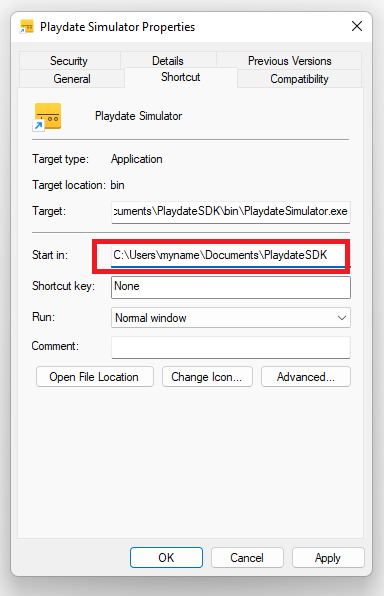 Playdate Simulator Properties
Security Details Previous Versions
General Shortcut Compatibility
Playdate Simulator
Target type: Application
Target location: bin
Target: cuments\PlaydateSDK\bin\PlaydateSimulator.exe
Start in: C:\Users\myname\Documents\PlaydateSDK
Shortcut key: None
Run: Normal window
Comment:
Open File Location Change Icon... Advanced...
OK Cancel Apply